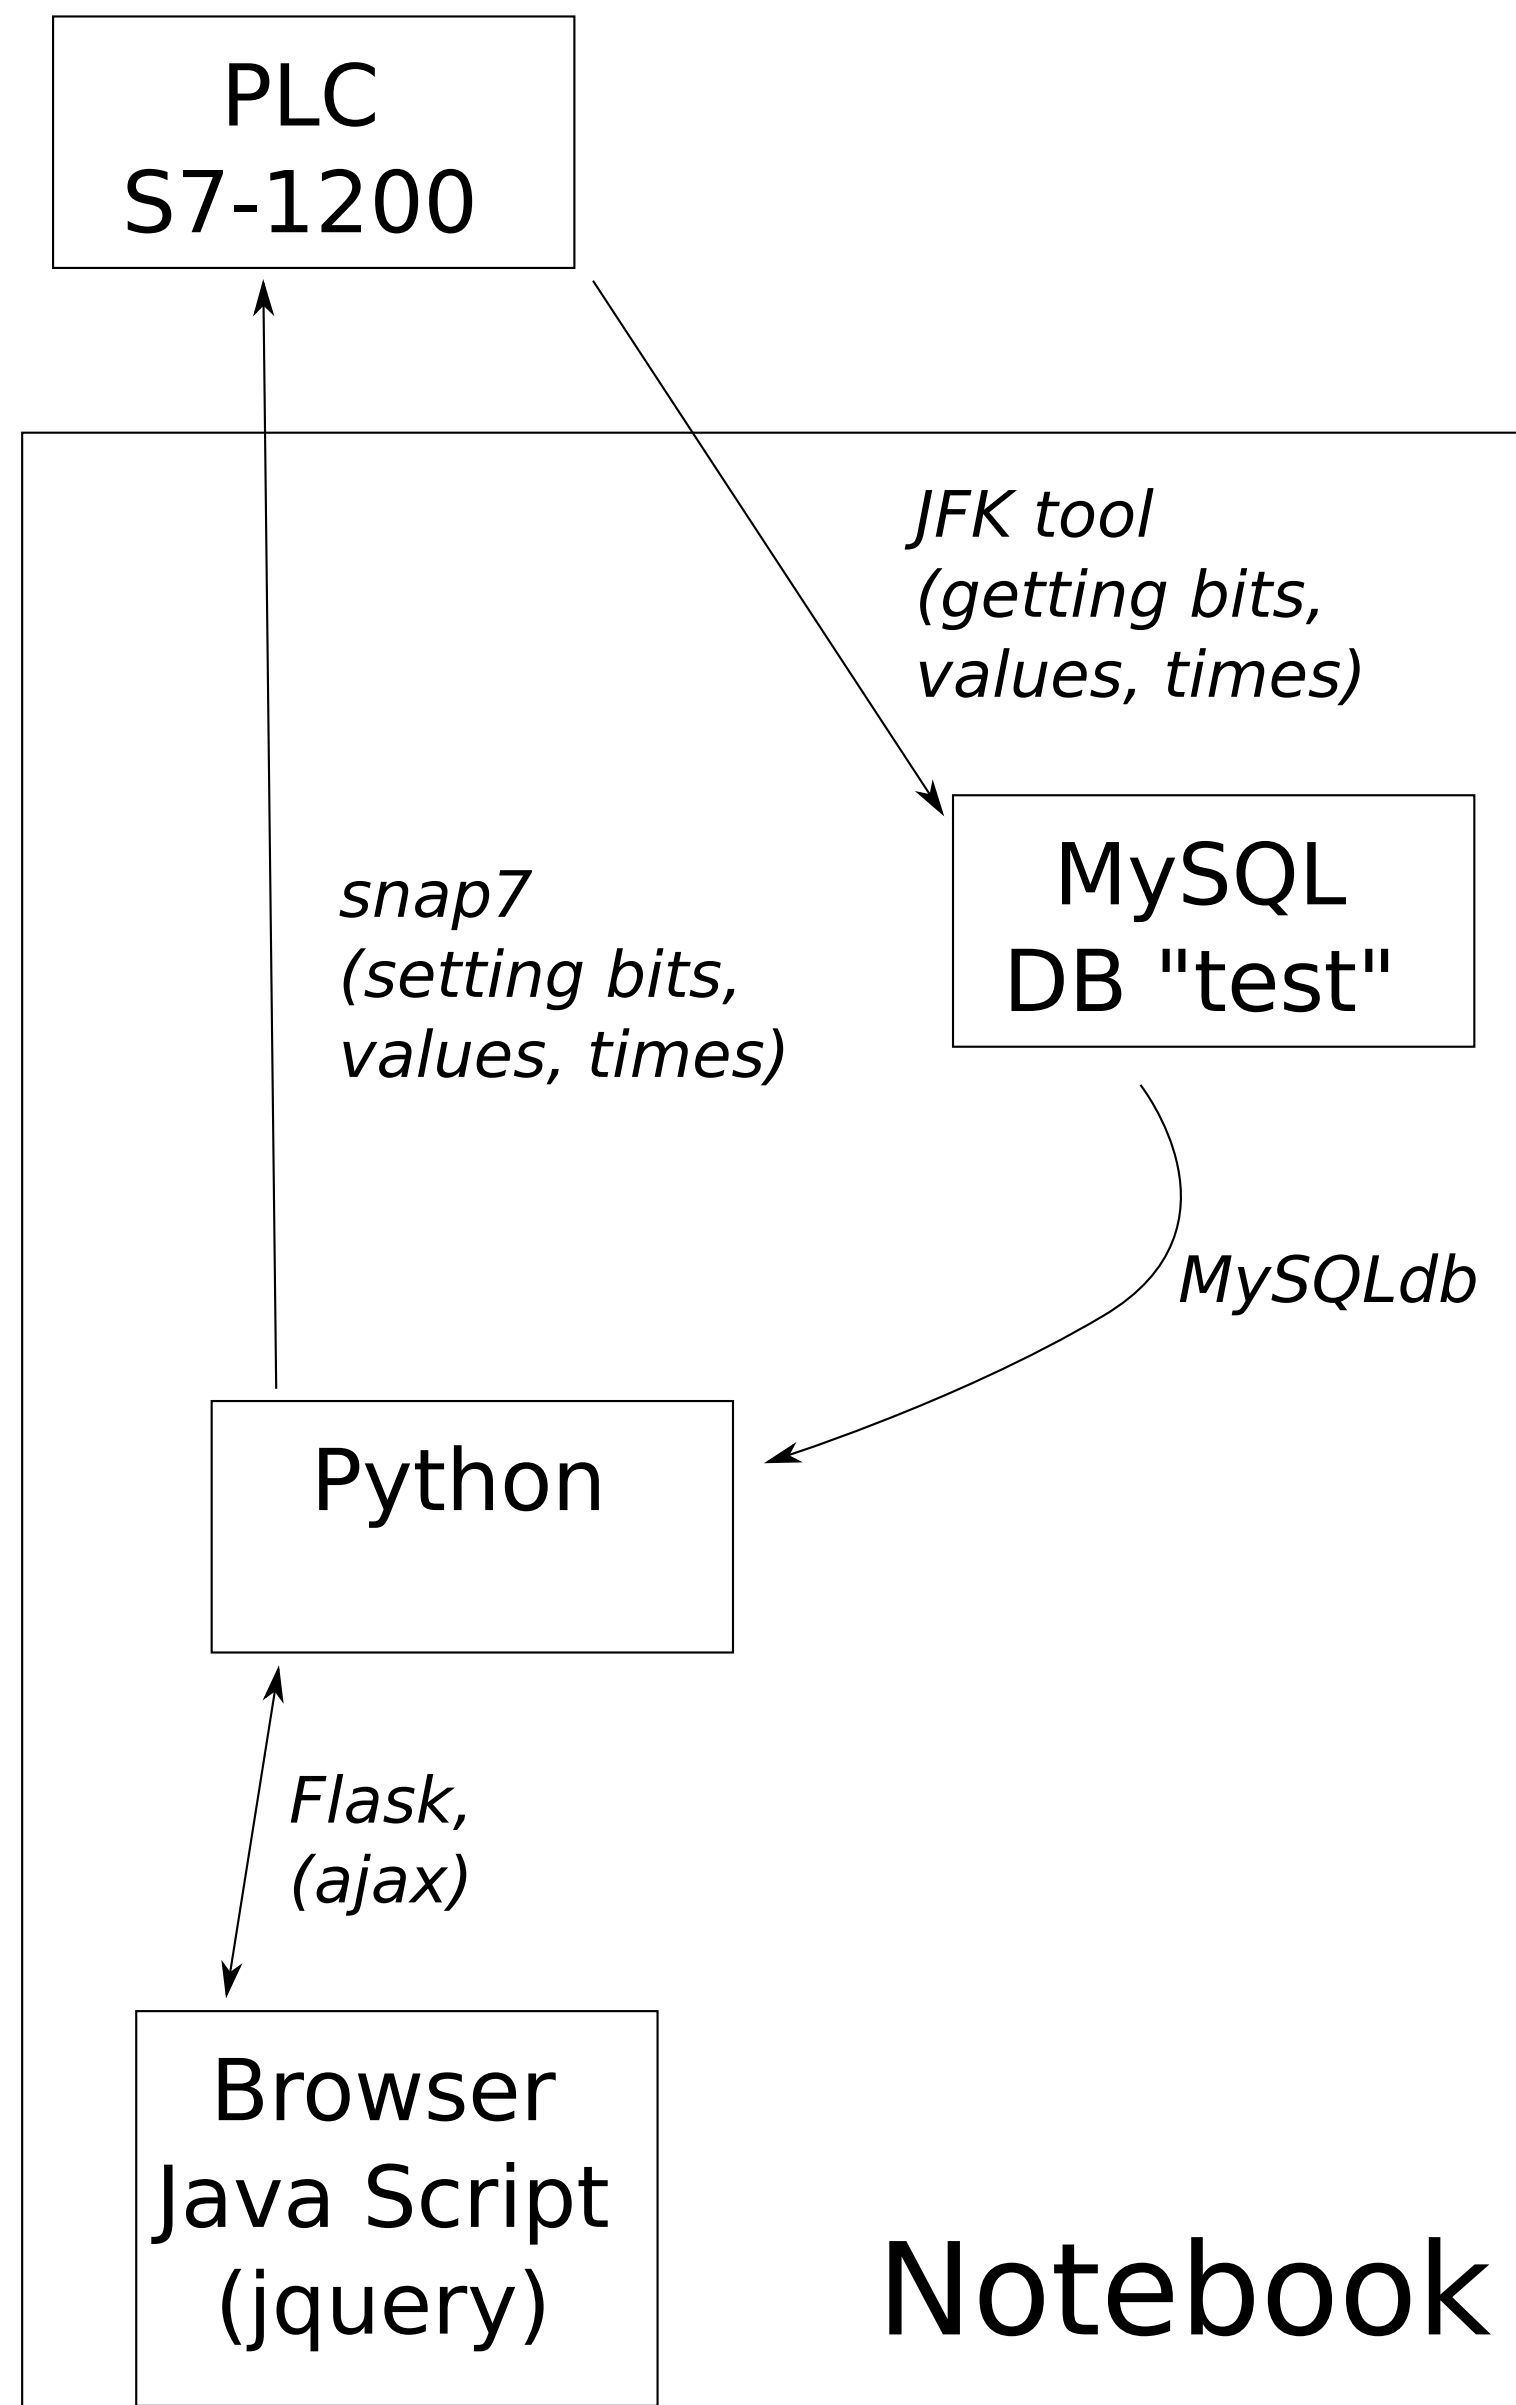 PLC
S7-1200
JFK tool
(getting bits,
values, times)
MySQL
DB "test"
snap7
(setting bits,
values, times)
MySQLdb
Python
Flask,
(ajax)
Browser
Java Script
(jquery)
Notebook